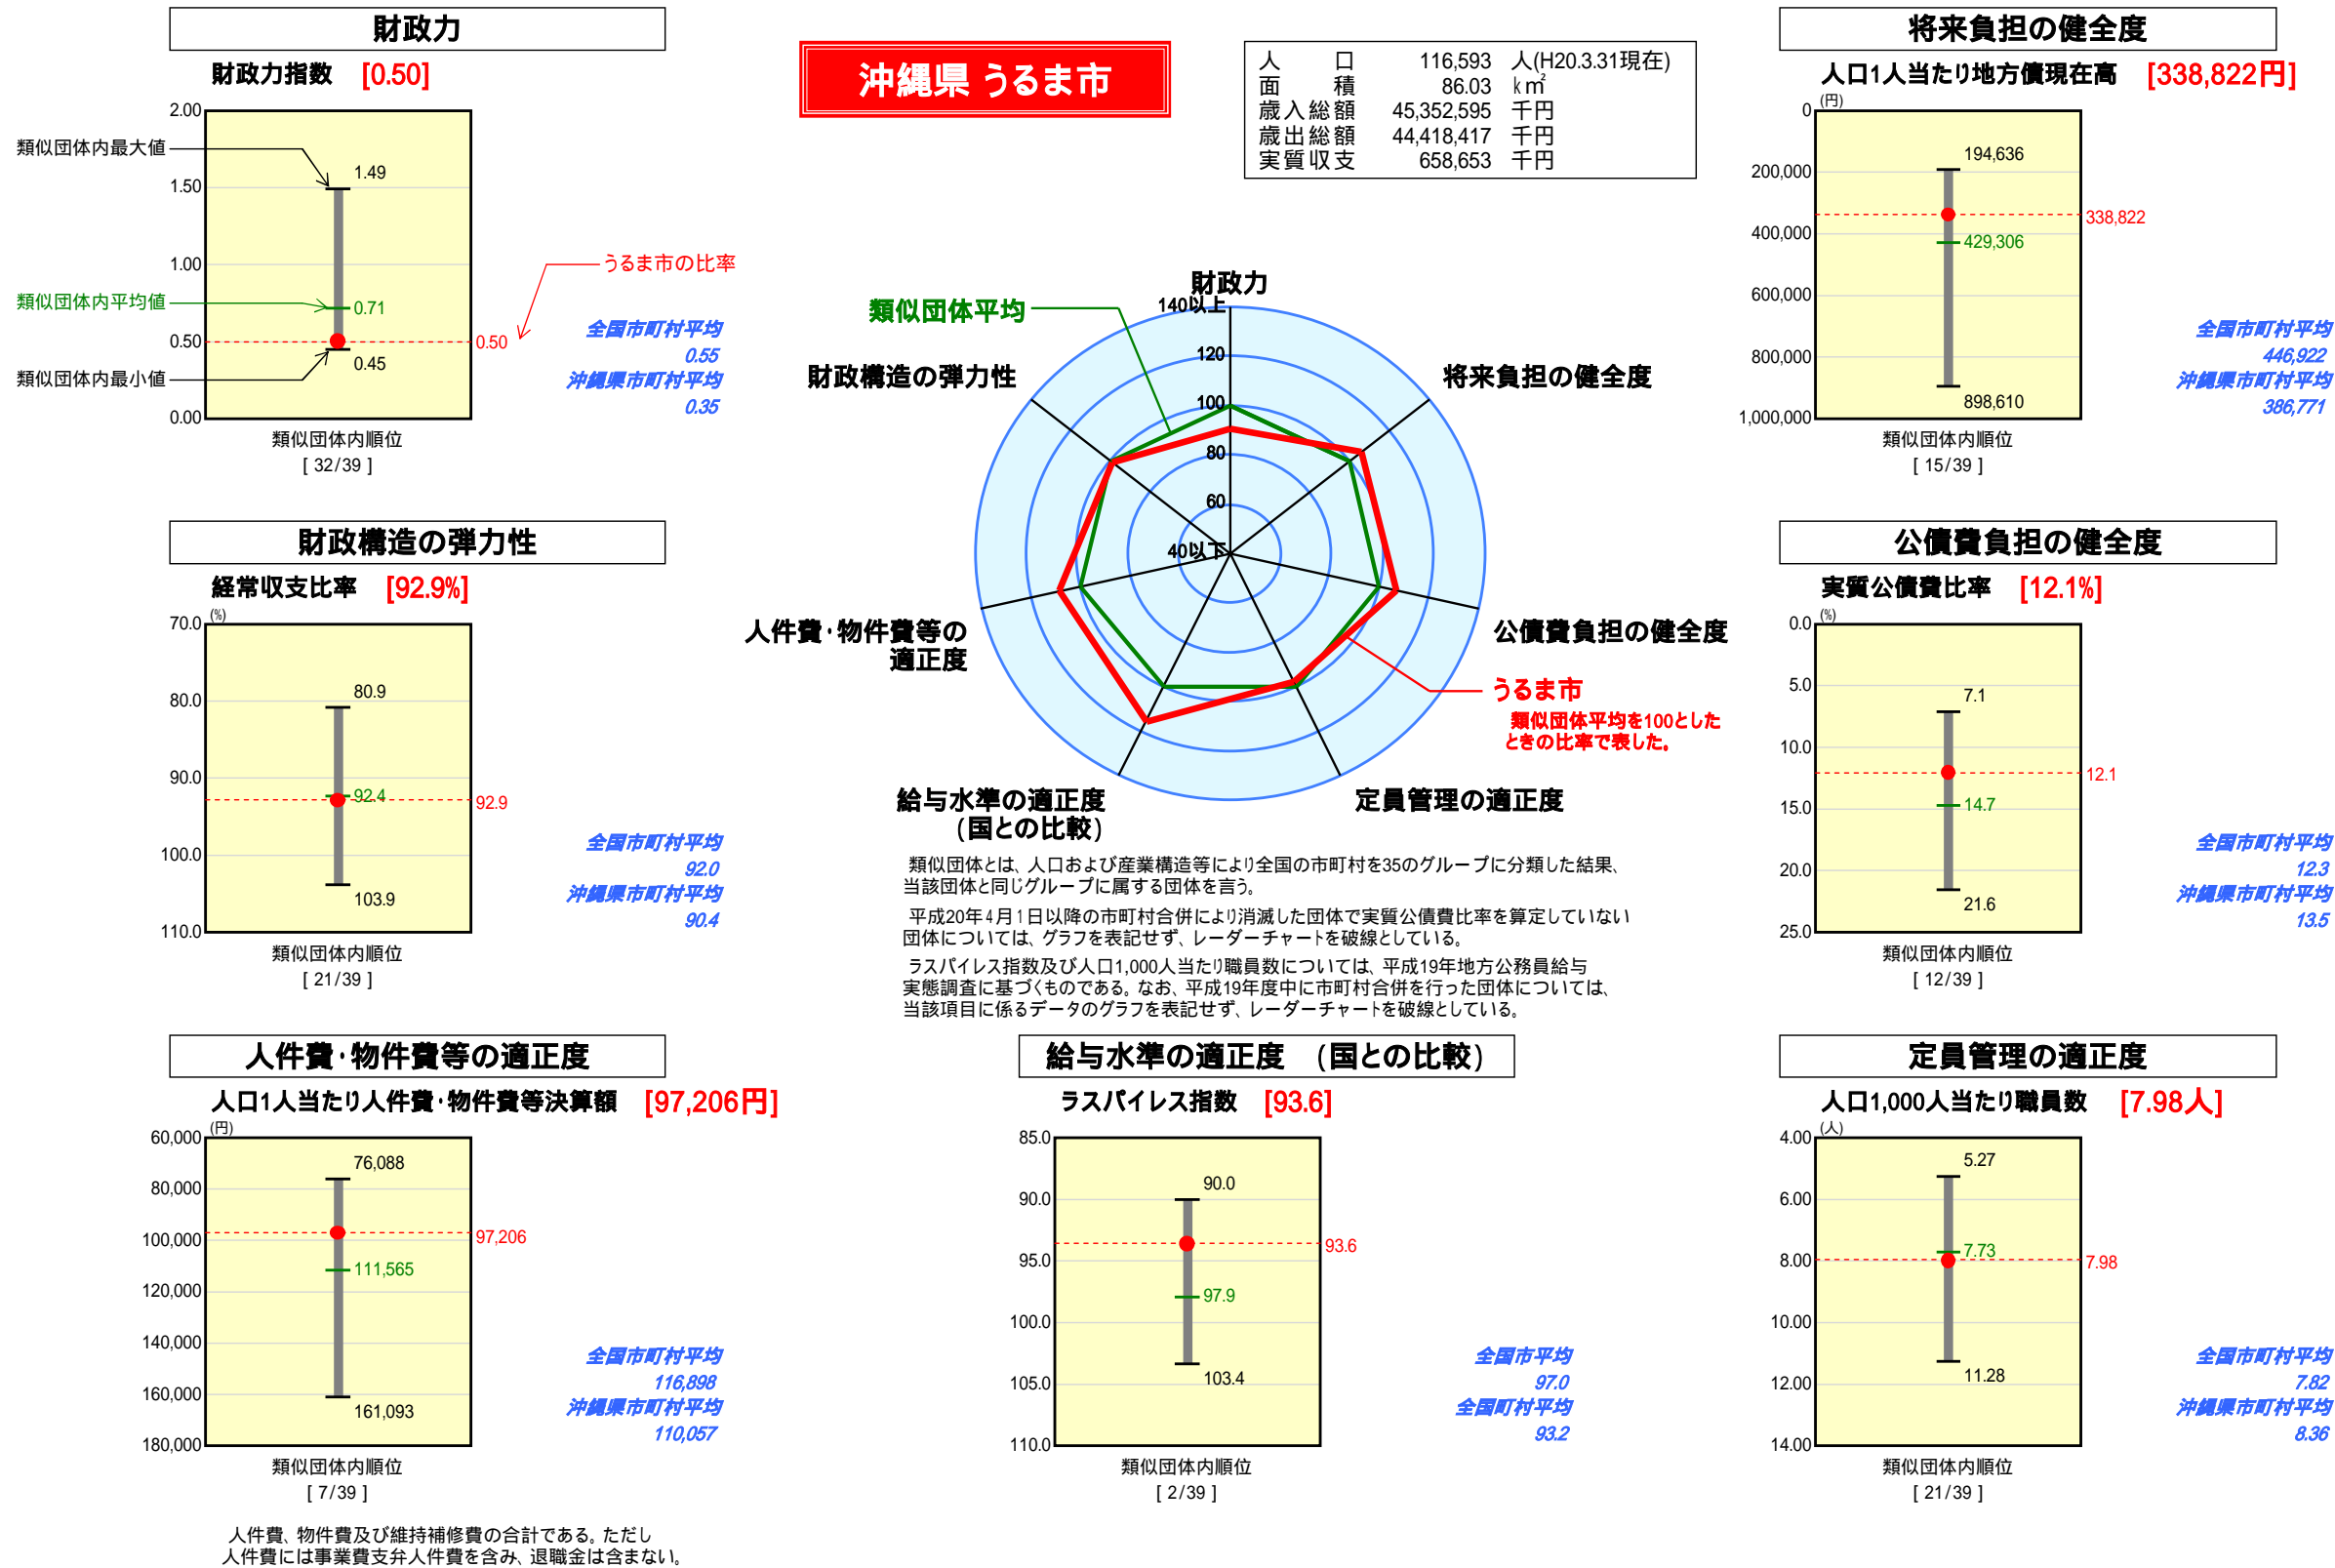 財政力
財政力指数 [0.50]
2.00
1.50
1.00
0.50
0.00
類似団体内最大値
類似団体内平均値
類似団体内最小値
1.49
0.71
0.45
0.50
うるま市の比率
全国市町村平均
0.55
沖縄県市町村平均
0.35
類似団体内順位
[ 32/39 ]
沖縄県 うるま市
人口 116,593 人(H20.3.31現在)
面積 86.03 ㎢
歳入総額 45,352,595 千円
歳出総額 44,418,417 千円
実質収支 658,653 千円
将来負担の健全度
人口1人当たり地方債現在高 [338,822円]
(円)
0
200,000
400,000
600,000
800,000
1,000,000
194,636
338,822
429,306
898,610
全国市町村平均
446,922
沖縄県市町村平均
386,771
類似団体内順位
[ 15/39 ]
財政力
140以上
120
100
80
60
40以下
類似団体平均
財政構造の弾力性
将来負担の健全度
人件費・物件費等の
適正度
公債費負担の健全度
給与水準の適正度
(国との比較)
定員管理の適正度
うるま市
類似団体平均を100とした
ときの比率で表した。
財政構造の弾力性
経常収支比率 [92.9%]
(%)
70.0
80.0
90.0
100.0
110.0
80.9
92.4
92.9
103.9
全国市町村平均
92.0
沖縄県市町村平均
90.4
類似団体内順位
[ 21/39 ]
公債費負担の健全度
実質公債費比率 [12.1%]
(%)
0.0
5.0
10.0
15.0
20.0
25.0
7.1
12.1
14.7
21.6
全国市町村平均
12.3
沖縄県市町村平均
13.5
類似団体内順位
[ 12/39 ]
類似団体とは、人口および産業構造等により全国の市町村を35のグループに分類した結果、
当該団体と同じグループに属する団体を言う。
平成20年4月1日以降の市町村合併により消滅した団体で実質公債費比率を算定していない
団体については、グラフを表記せず、レーダーチャートを破線としている。
ラスパイレス指数及び人口1,000人当たり職員数については、平成19年地方公務員給与
実態調査に基づくものである。なお、平成19年度中に市町村合併を行った団体については、
当該項目に係るデータのグラフを表記せず、レーダーチャートを破線としている。
人件費・物件費等の適正度
人口1人当たり人件費・物件費等決算額 [97,206円]
(円)
60,000
80,000
100,000
120,000
140,000
160,000
180,000
76,088
97,206
111,565
161,093
全国市町村平均
116,898
沖縄県市町村平均
110,057
類似団体内順位
[ 7/39 ]
人件費、物件費及び維持補修費の合計である。ただし
人件費には事業費支弁人件費を含み、退職金は含まない。
給与水準の適正度 (国との比較)
ラスパイレス指数 [93.6]
85.0
90.0
95.0
100.0
105.0
110.0
90.0
93.6
97.9
103.4
全国市平均
97.0
全国町村平均
93.2
類似団体内順位
[ 2/39 ]
定員管理の適正度
人口1,000人当たり職員数 [7.98人]
(人)
4.00
6.00
8.00
10.00
12.00
14.00
5.27
7.73
7.98
11.28
全国市町村平均
7.82
沖縄県市町村平均
8.36
類似団体内順位
[ 21/39 ]